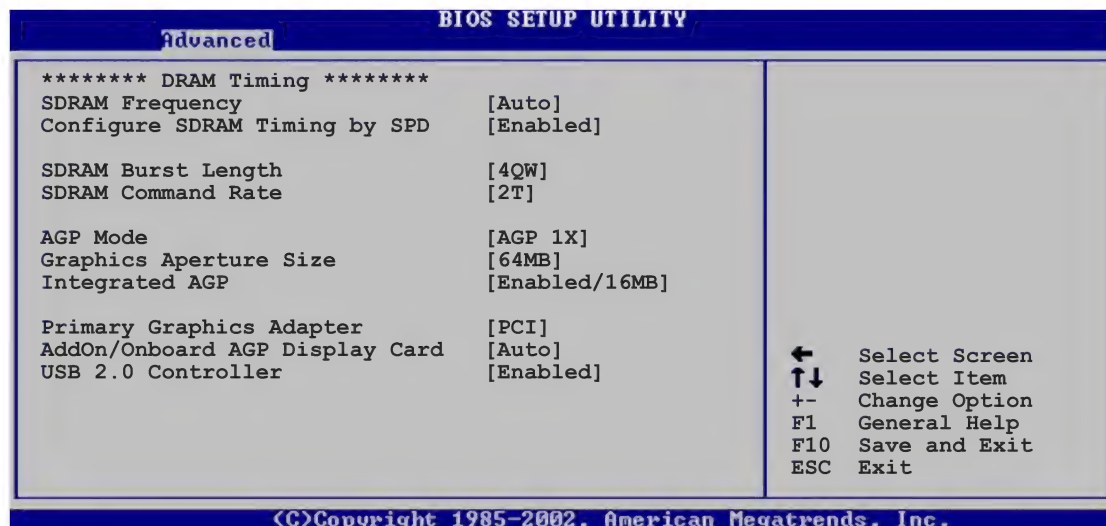 BIOS SETUP UTILITY
Advanced
******** DRAM Timing ********
SDRAM Frequency [Auto]
Configure SDRAM Timing by SPD [Enabled]
SDRAM Burst Length [4QW]
SDRAM Command Rate [2T]
AGP Mode [AGP 1X]
Graphics Aperture Size [64MB]
Integrated AGP [Enabled/16MB]
Primary Graphics Adapter [PCI]
AddOn/Onboard AGP Display Card [Auto]
USB 2.0 Controller [Enabled]
← Select Screen
↑↓ Select Item
+- Change Option
F1 General Help
F10 Save and Exit
ESC Exit
(C)Copyright 1985-2002, American Megatrends, Inc.